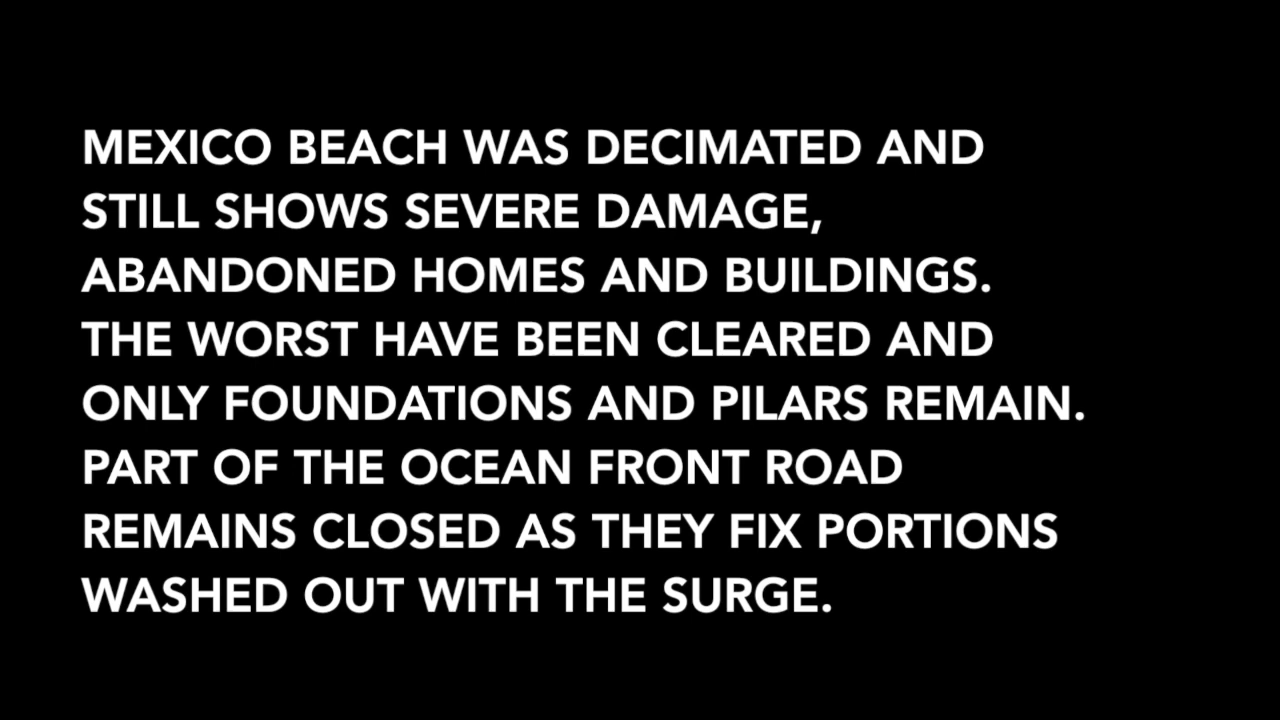 MEXICO BEACH WAS DECIMATED AND
STILL SHOWS SEVERE DAMAGE,
ABANDONED HOMES AND BUILDINGS.
THE WORST HAVE BEEN CLEARED AND
ONLY FOUNDATIONS AND PILARS REMAIN.
PART OF THE OCEAN FRONT ROAD
REMAINS CLOSED AS THEY FIX PORTIONS
WASHED OUT WITH THE SURGE.